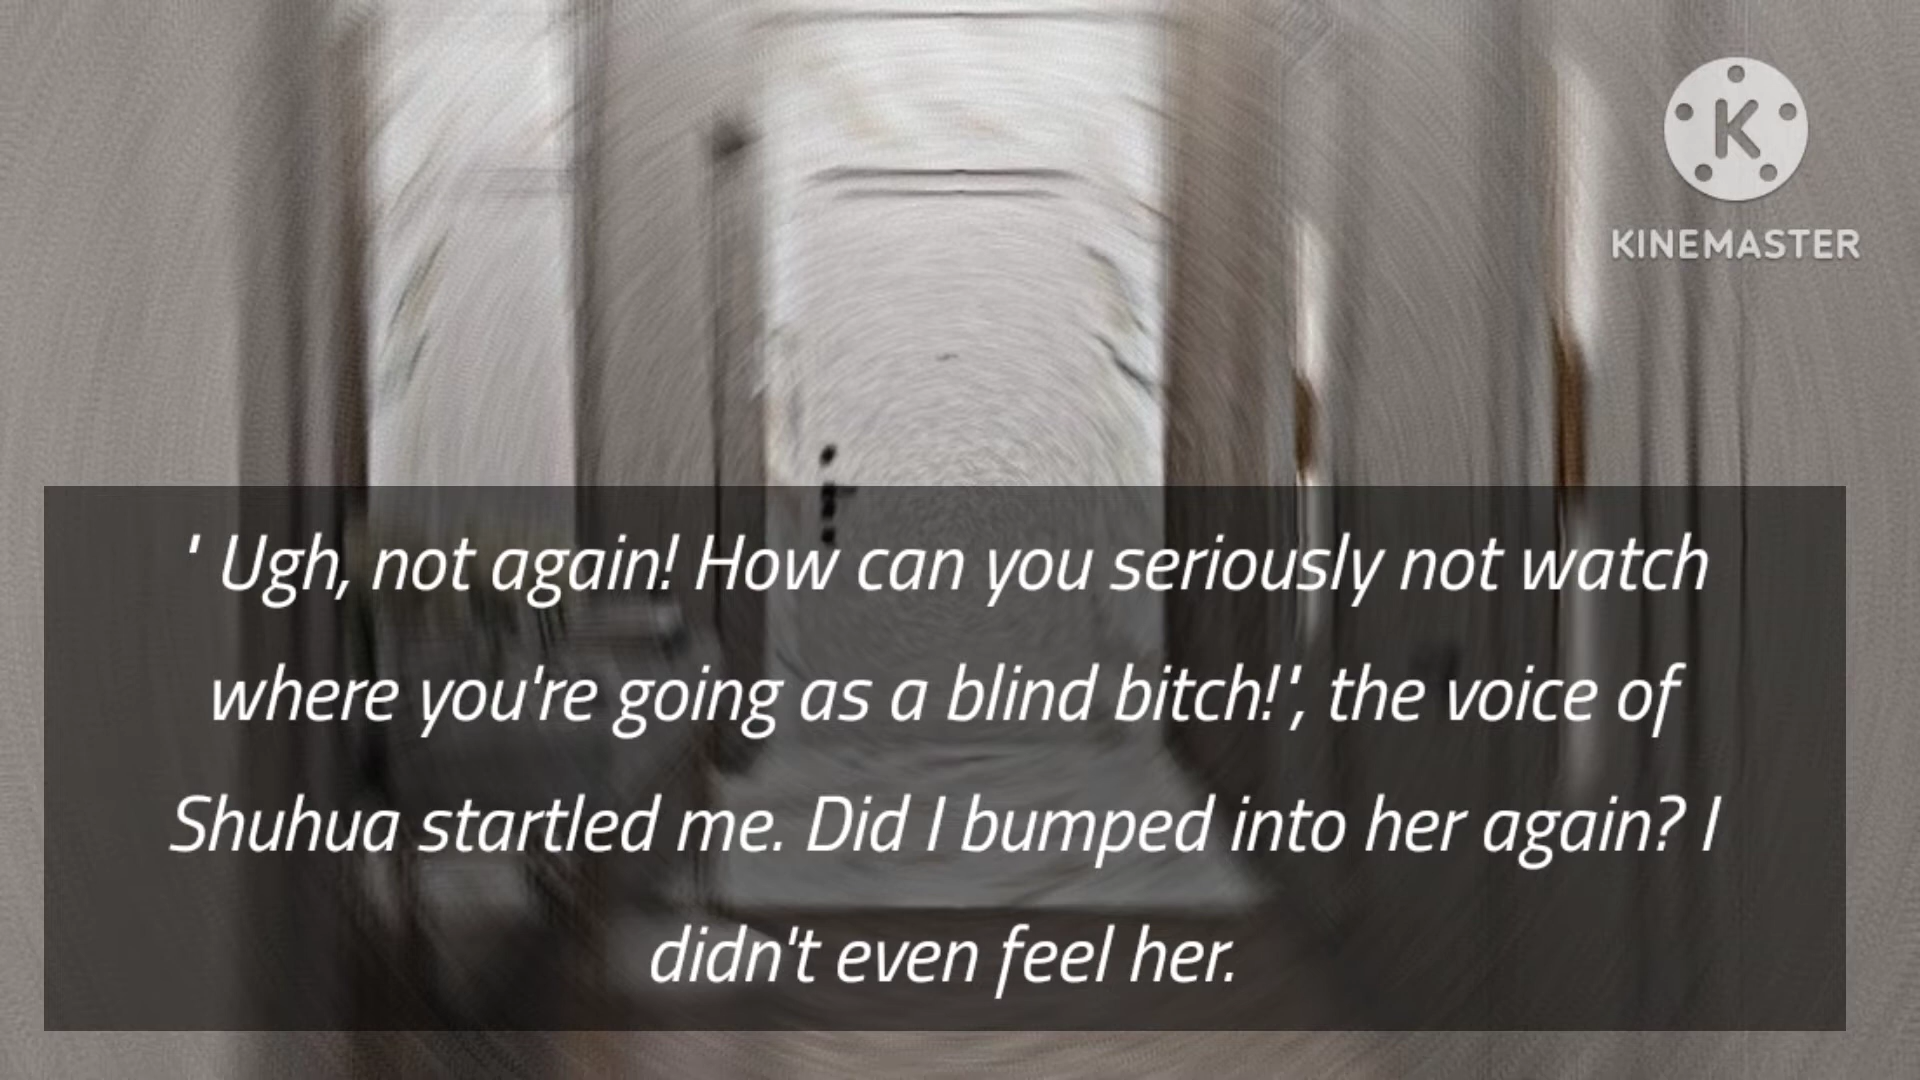 KINEMASTER
' Ugh, not again! How can you seriously not watch
where you're going as a blind bitch!', the voice of
Shuhua startled me. Did I bumped into her again? I
didn't even feel her.